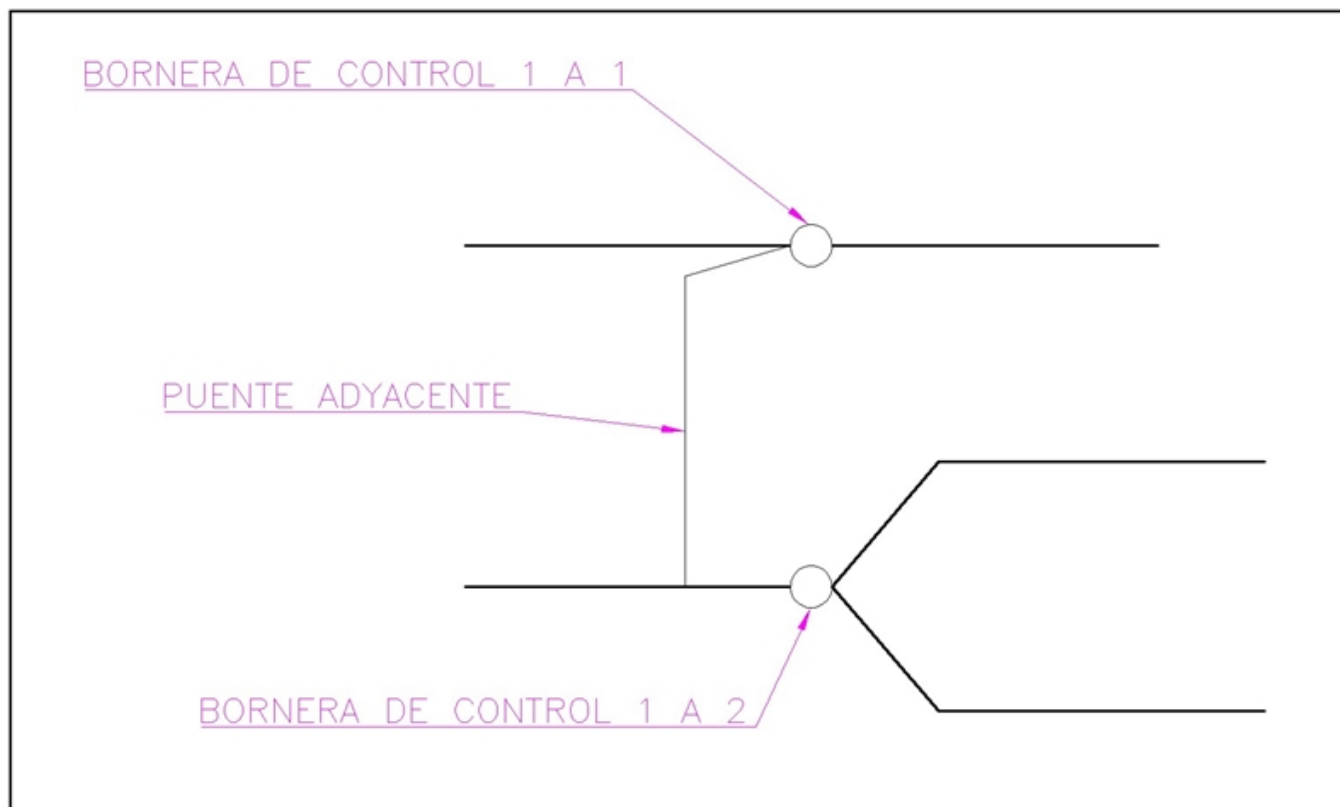 BORNERA DE CONTROL 1 A 1
PUENTE ADYACENTE
BORNERA DE CONTROL 1 A 2